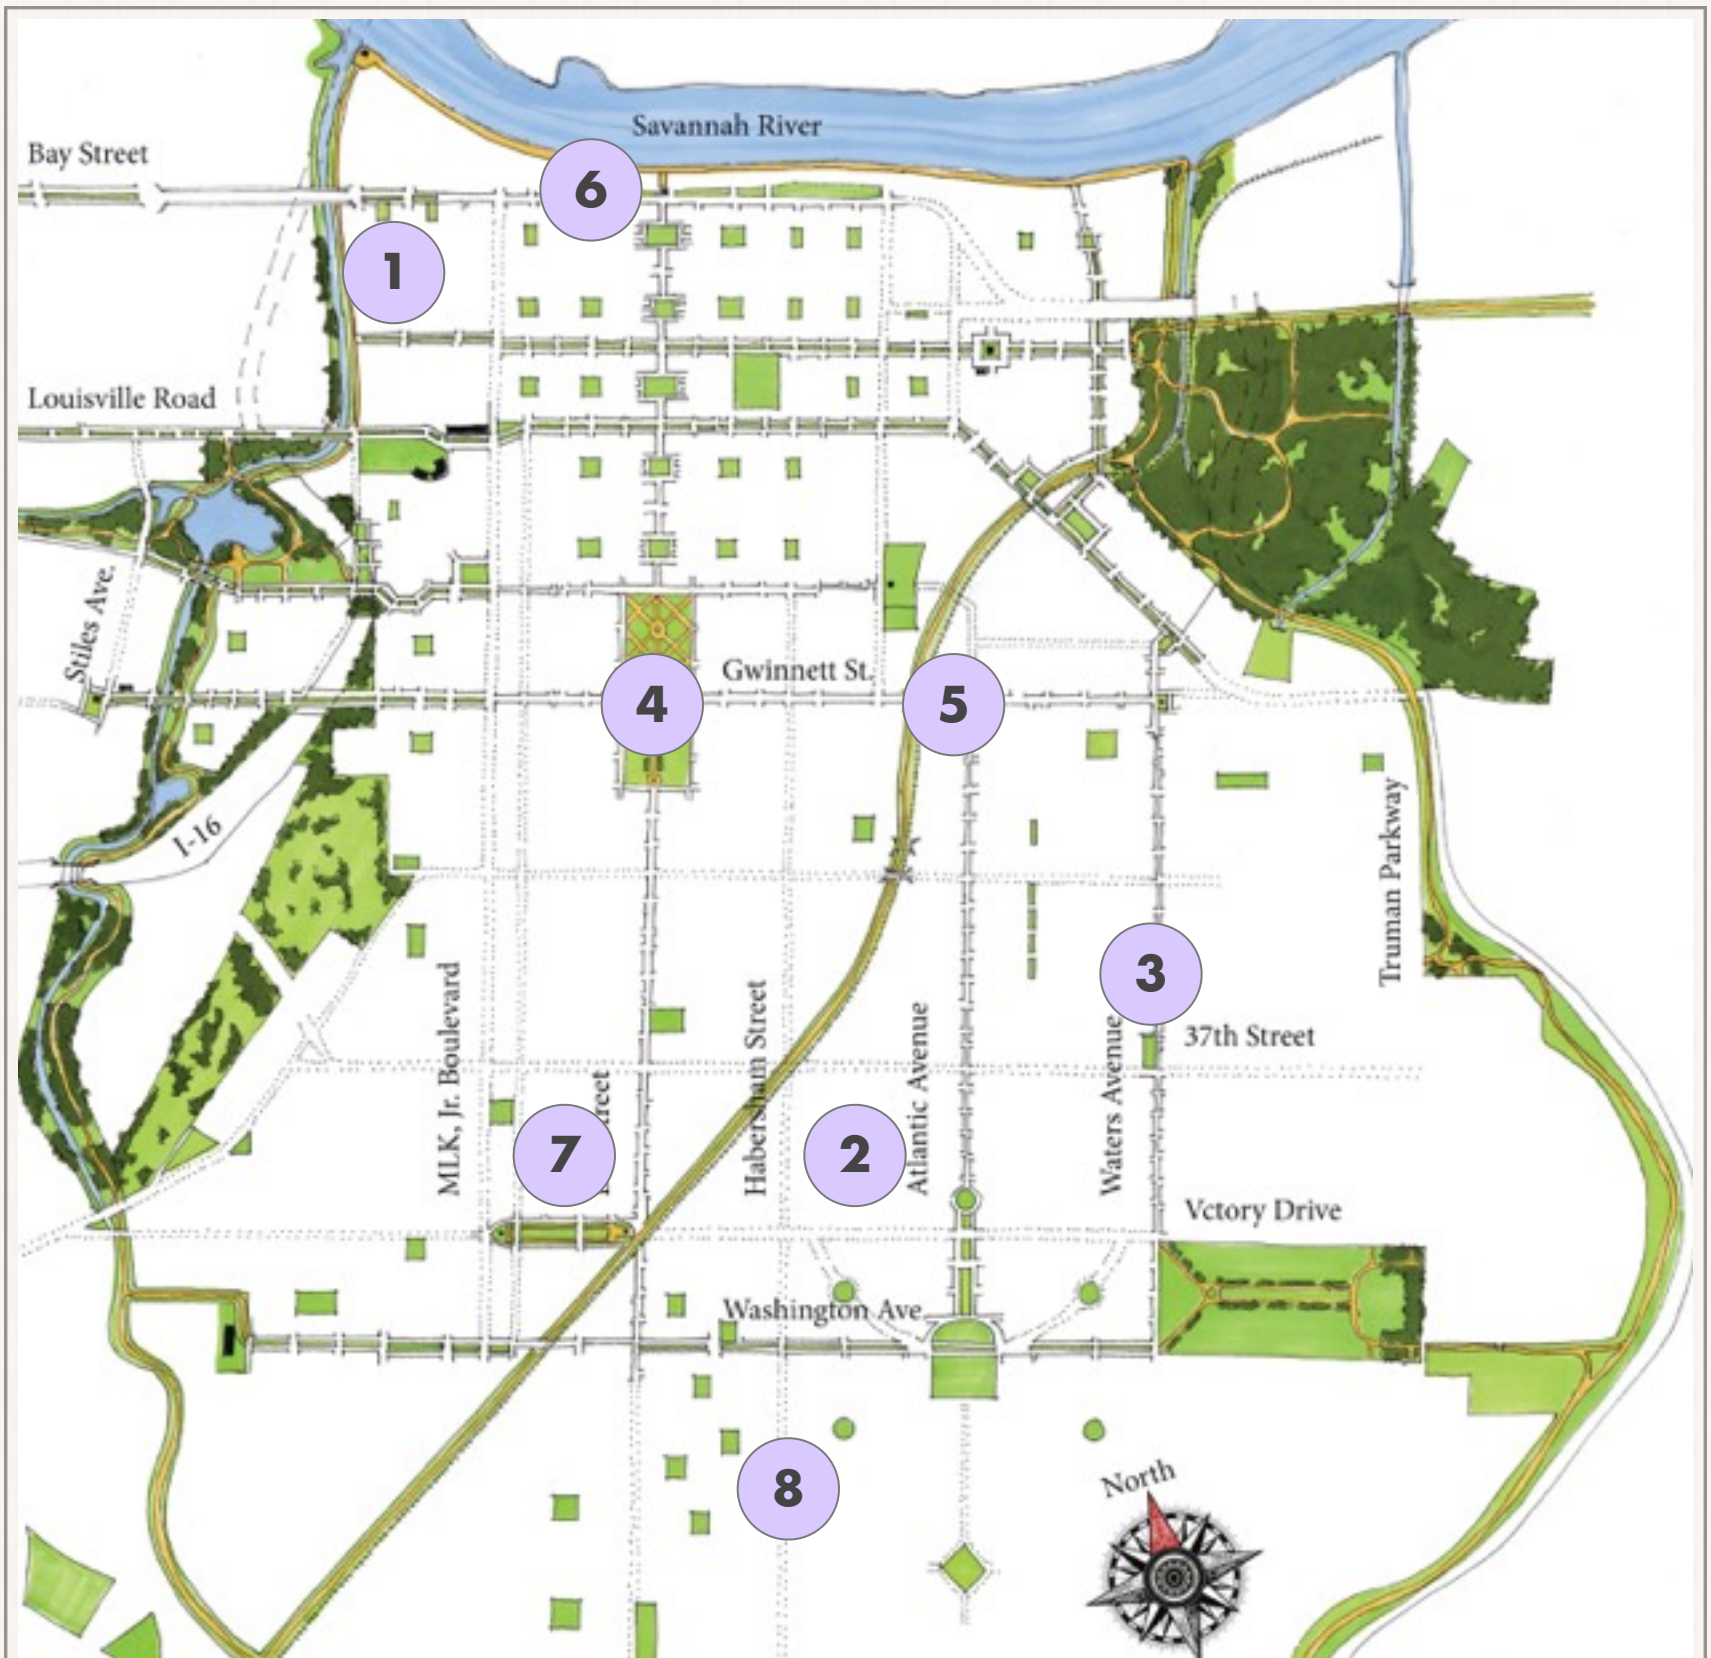 Savannah River
Bay Street
6
1
Louisville Road
Stiles Ave.
Gwinnett St.
4
5
I-16
Truman Parkway
3
MLK, Jr. Boulevard
Habersham Street
Atlantic Avenue
Waters Avenue
37th Street
reet
7
2
Vctory Drive
Washington Ave
8
North